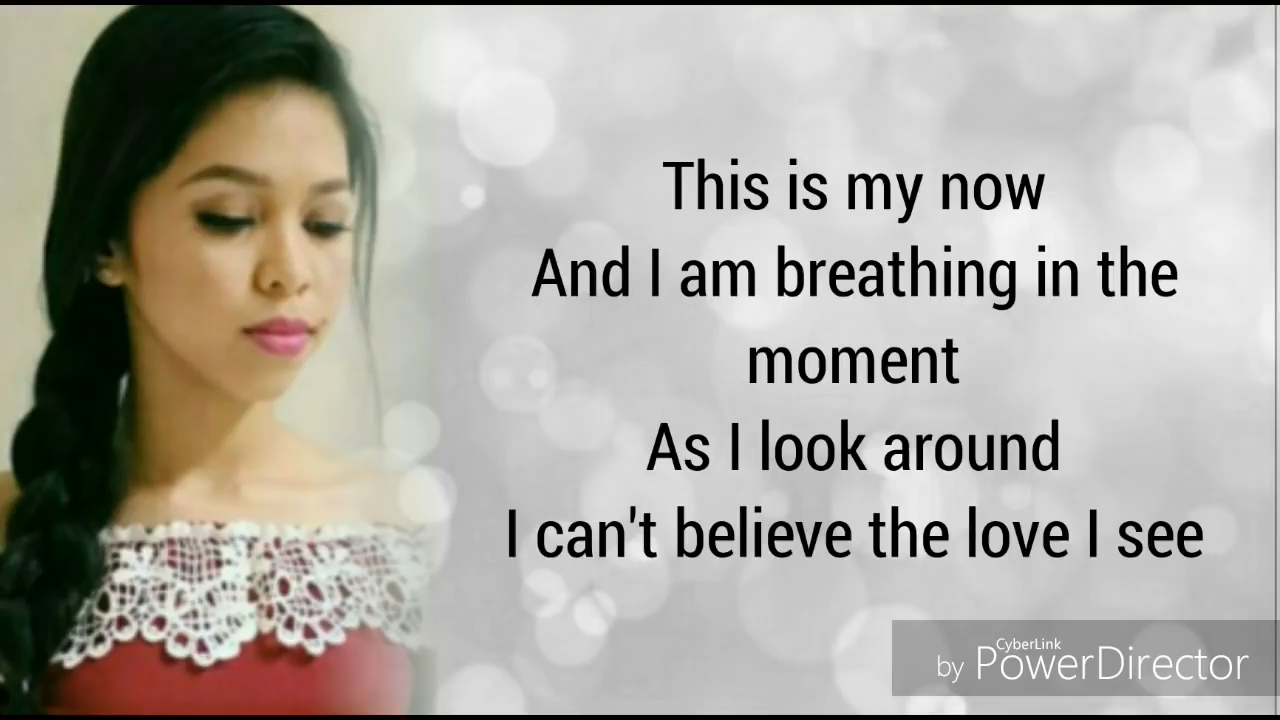 This is my now
And I am breathing in the
moment
As I look around
I can't believe the love I see
CyberLink
by PowerDirector